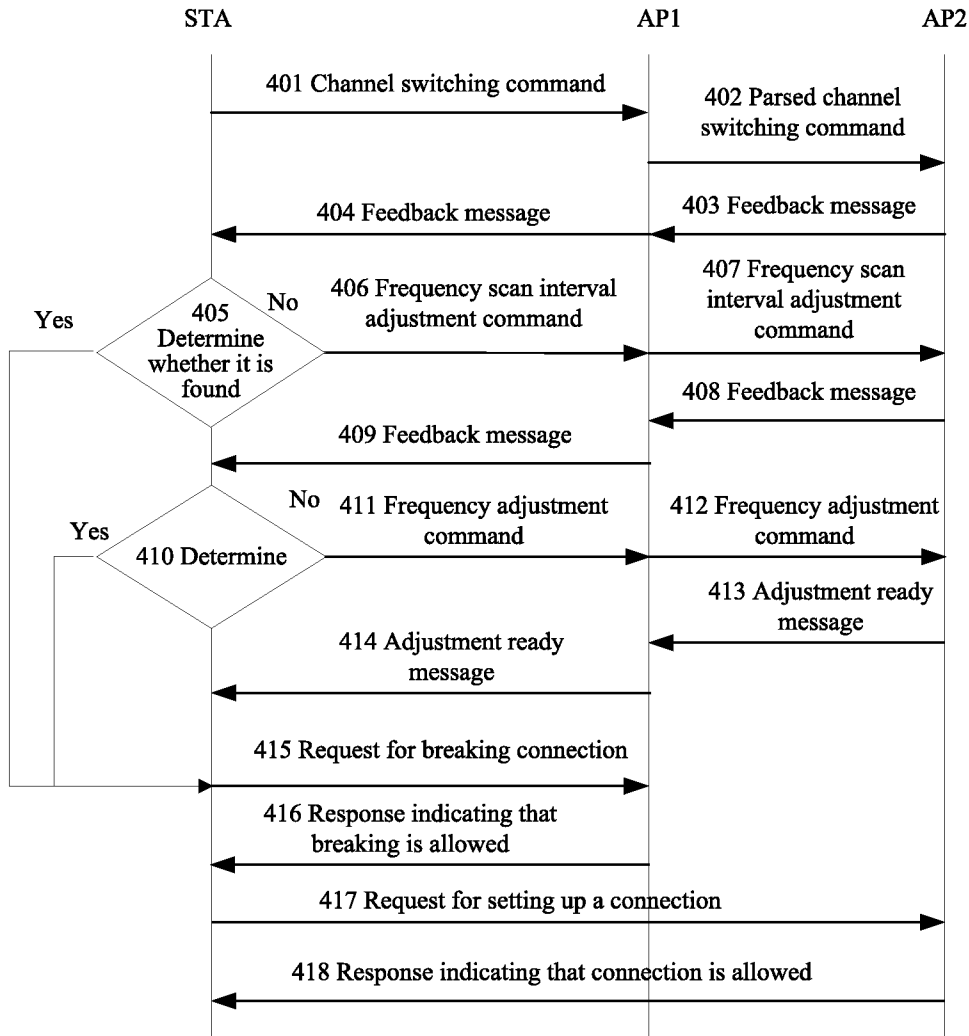 STA
AP1
AP2
401 Channel switching command
402 Parsed channel
switching command
404 Feedback message
403 Feedback message
Yes
405
Determine
whether it is
found
No
406 Frequency scan interval
adjustment command
407 Frequency scan
interval adjustment
command
408 Feedback message
409 Feedback message
Yes
410 Determine
No
411 Frequency adjustment
command
412 Frequency adjustment
command
413 Adjustment ready
message
414 Adjustment ready
message
415 Request for breaking connection
416 Response indicating that
breaking is allowed
417 Request for setting up a connection
418 Response indicating that connection is allowed